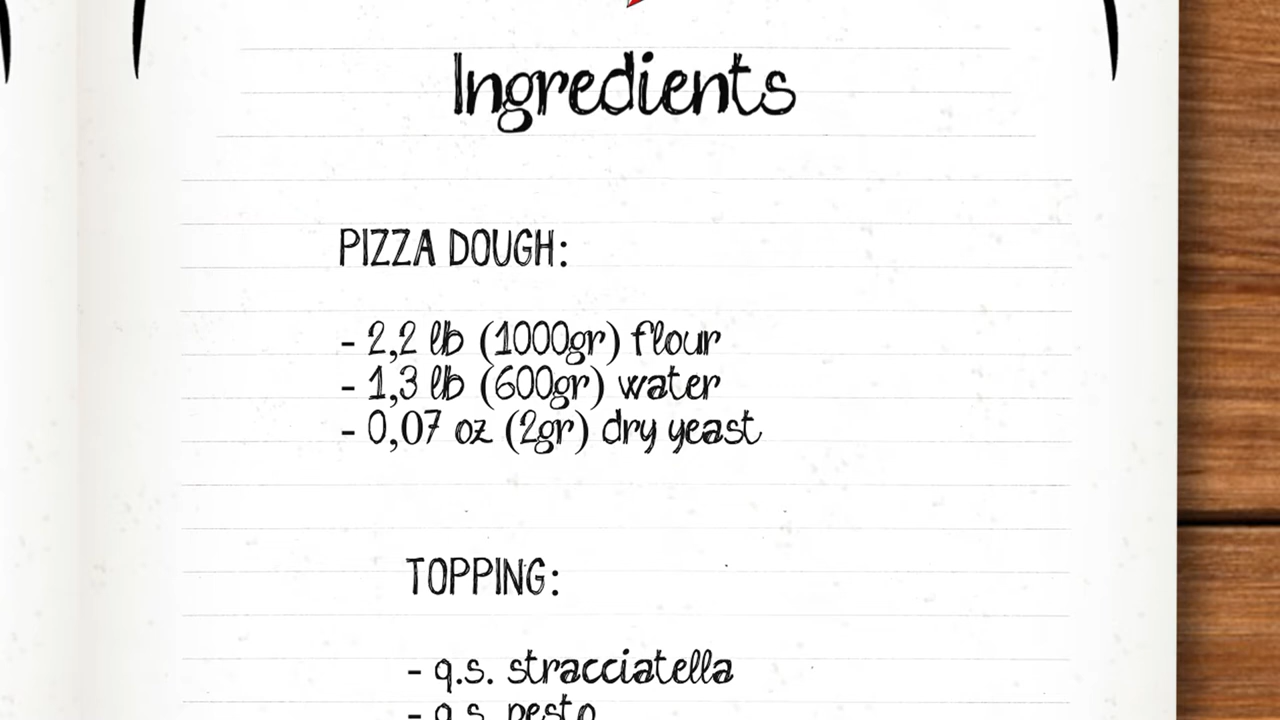 Ingredients
PIZZA DOUGH:
- 2,2 lb (1000gr) flour
- 1,3 lb (600gr) water
- 0,07 oz (2gr) dry yeast
TOPPING:
- q.s. stracciatella
- q.s. pesto